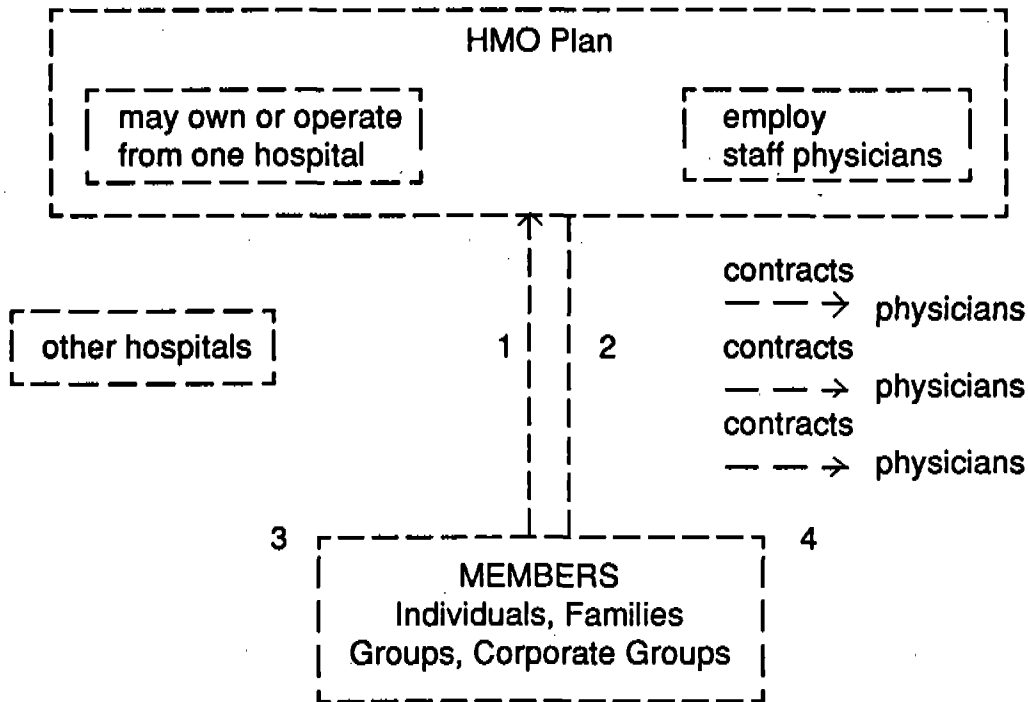 HMO Plan
may own or operate
from one hospital
employ
staff physicians
contracts
physicians
other hospitals
1
2
contracts
physicians
contracts
physicians
3
4
MEMBERS
Individuals, Families
Groups, Corporate Groups